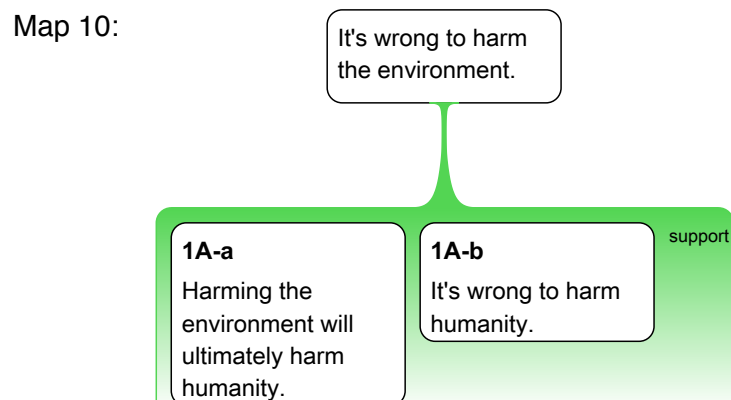 Map 10:
It's wrong to harm
the environment.
support
1A-a
Harming the
environment will
ultimately harm
humanity.
1A-b
It's wrong to harm
humanity.